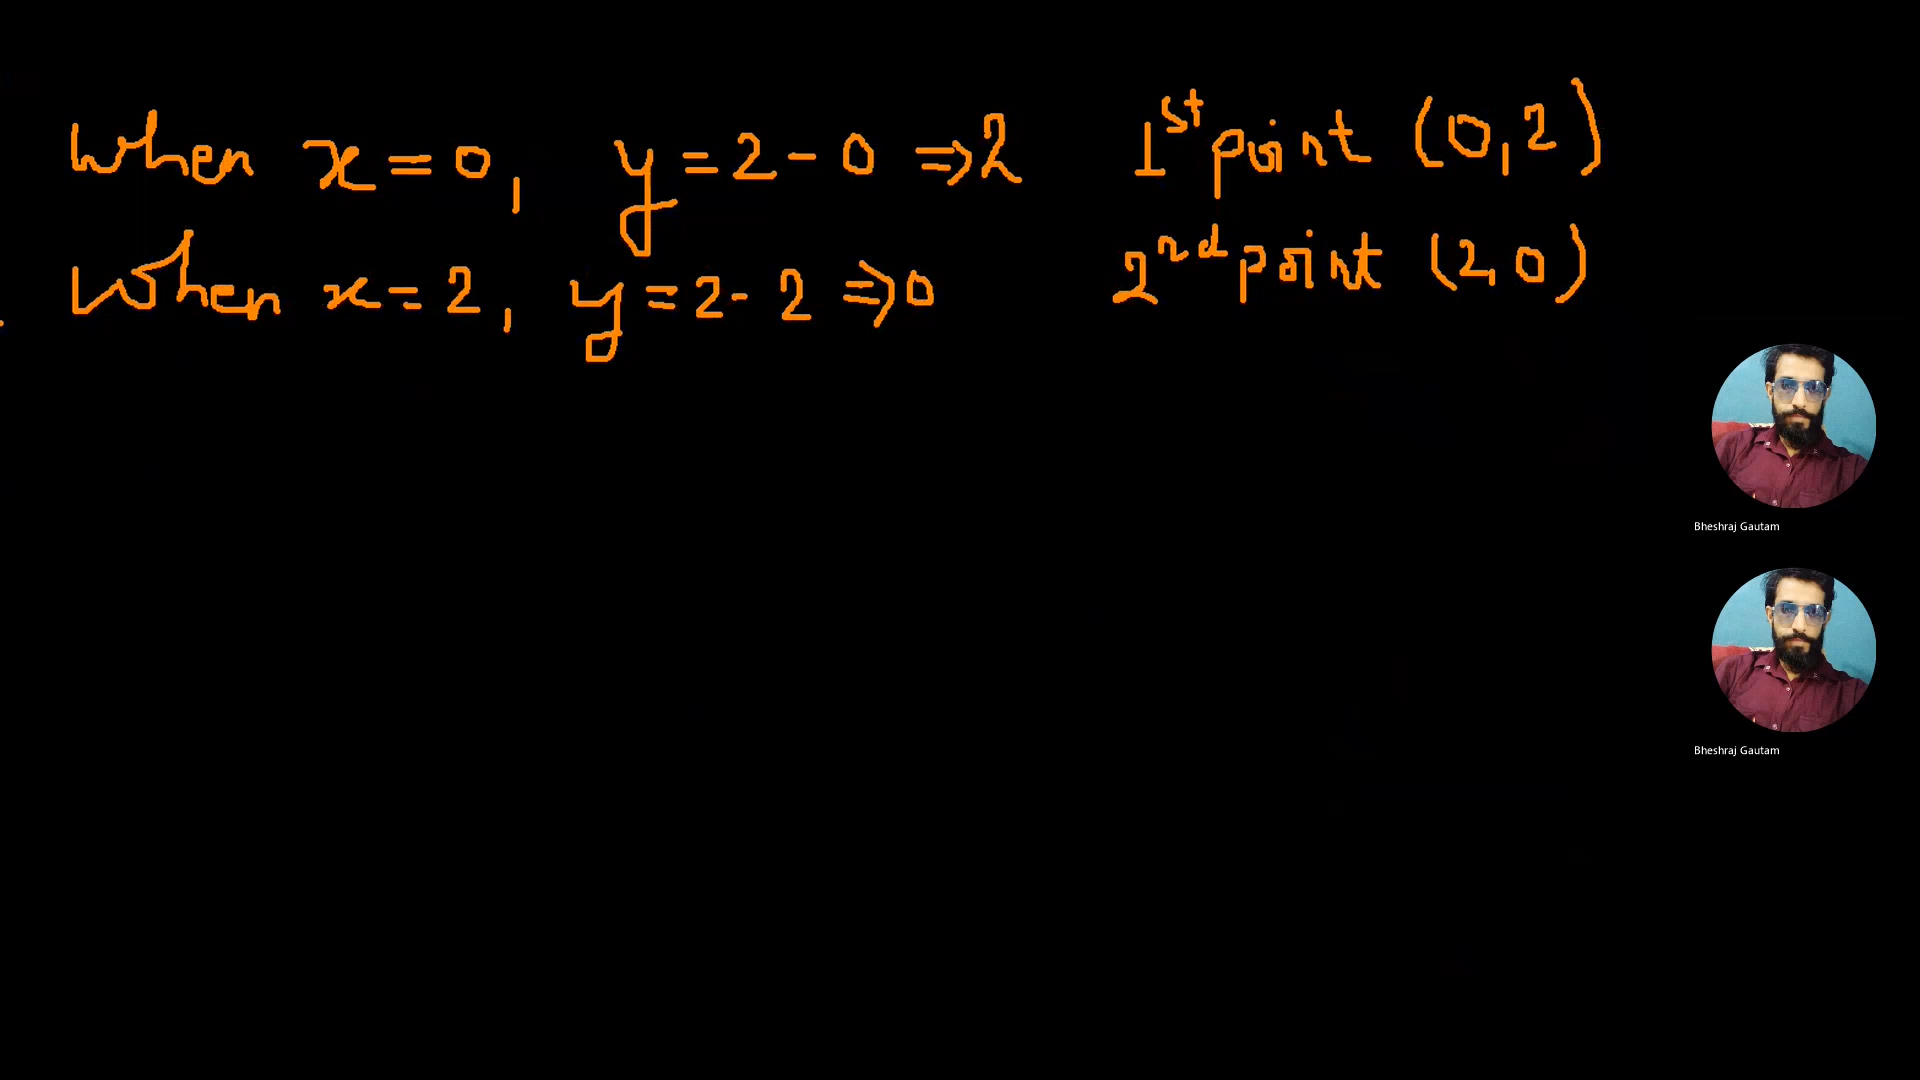 When x = 0, y = 2 - 0 ⇒ 2 1st point (0, 2)
When x = 2, y = 2 - 2 ⇒ 0 2nd point (2, 0)
Bheshraj Gautam
Bheshraj Gautam